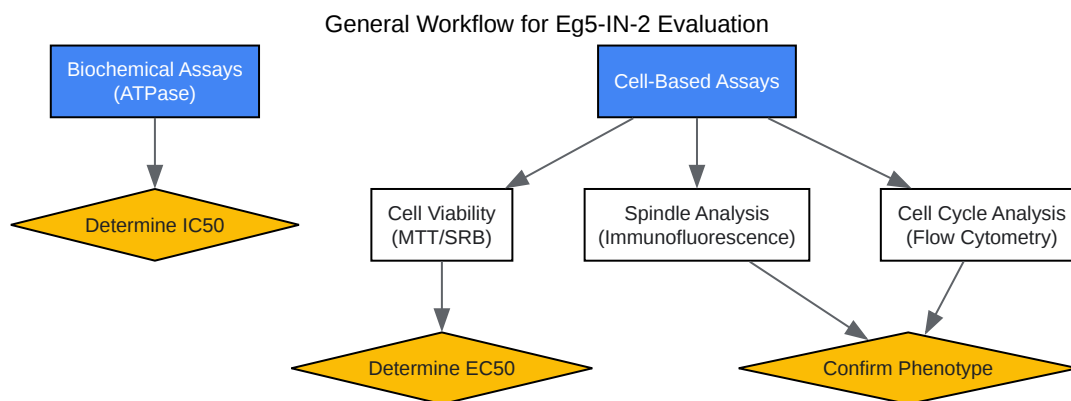 General Workflow for Eg5-IN-2 Evaluation
Biochemical Assays
(ATPase)
Cell-Based Assays
Determine IC50
Cell Viability
(MTT/SRB)
Spindle Analysis
(Immunofluorescence)
Cell Cycle Analysis
(Flow Cytometry)
Determine EC50
Confirm Phenotype